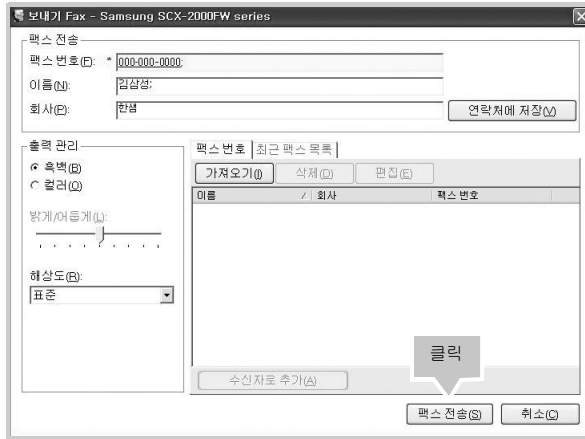 보내기 Fax - Samsung SCX-2000FW series
팩스 전송
팩스 번호(F): * 000-000-0000;
이름(N): 김삼성;
회사(P): 한샘
연락처에 저장(V)
출력 관리
흑백(B)
컬러(O)
밝게/어둡게(L):
해상도(R):
표준
팩스 번호 최근 팩스 목록
가져오기(I) 삭제(D) 편집(E)
이름 / 회사 팩스 번호
수신자로 추가(A)
클릭
팩스 전송(S) 취소(C)